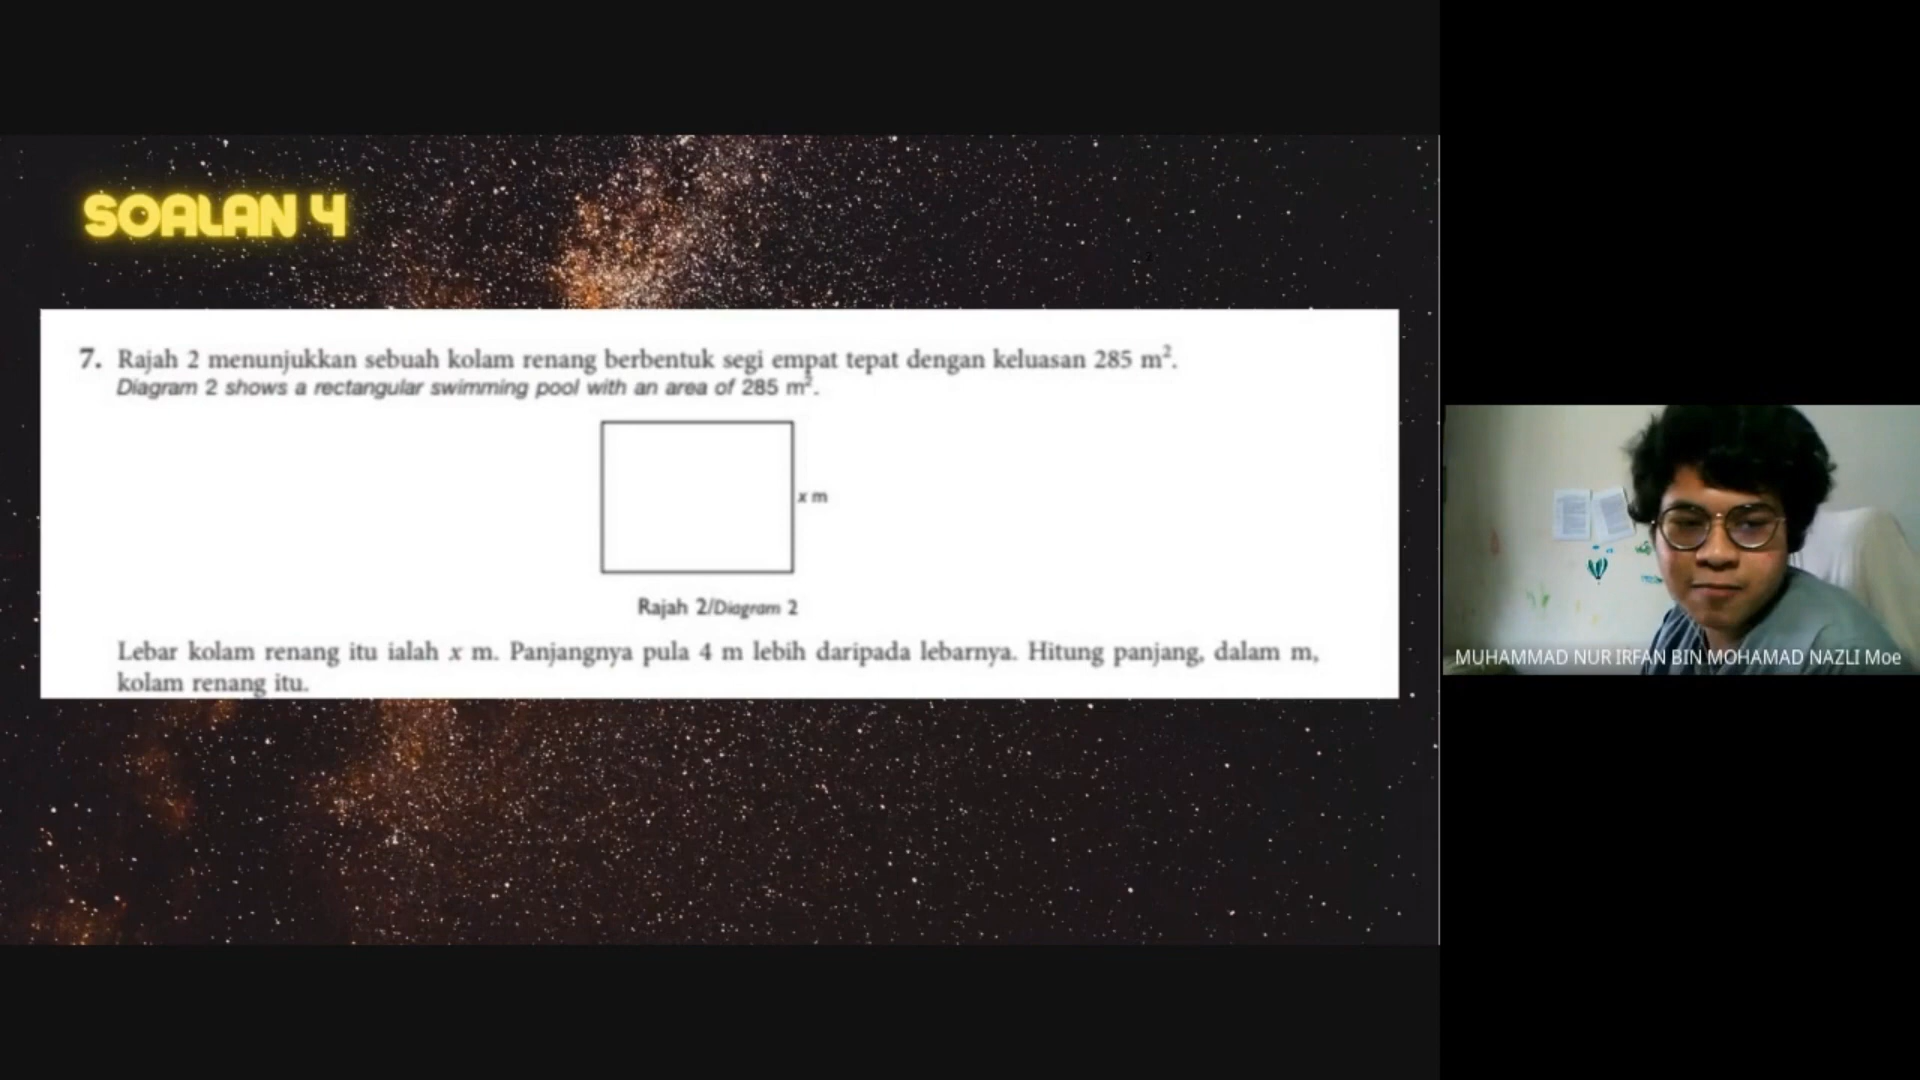 SOALAN 4
7. Rajah 2 menunjukkan sebuah kolam renang berbentuk segi empat tepat dengan keluasan 285 m².
Diagram 2 shows a rectangular swimming pool with an area of 285 m².
x m
Rajah 2/Diagram 2
Lebar kolam renang itu ialah x m. Panjangnya pula 4 m lebih daripada lebarnya. Hitung panjang, dalam m,
kolam renang itu.
MUHAMMAD NUR IRFAN BIN MOHAMAD NAZLI Moe